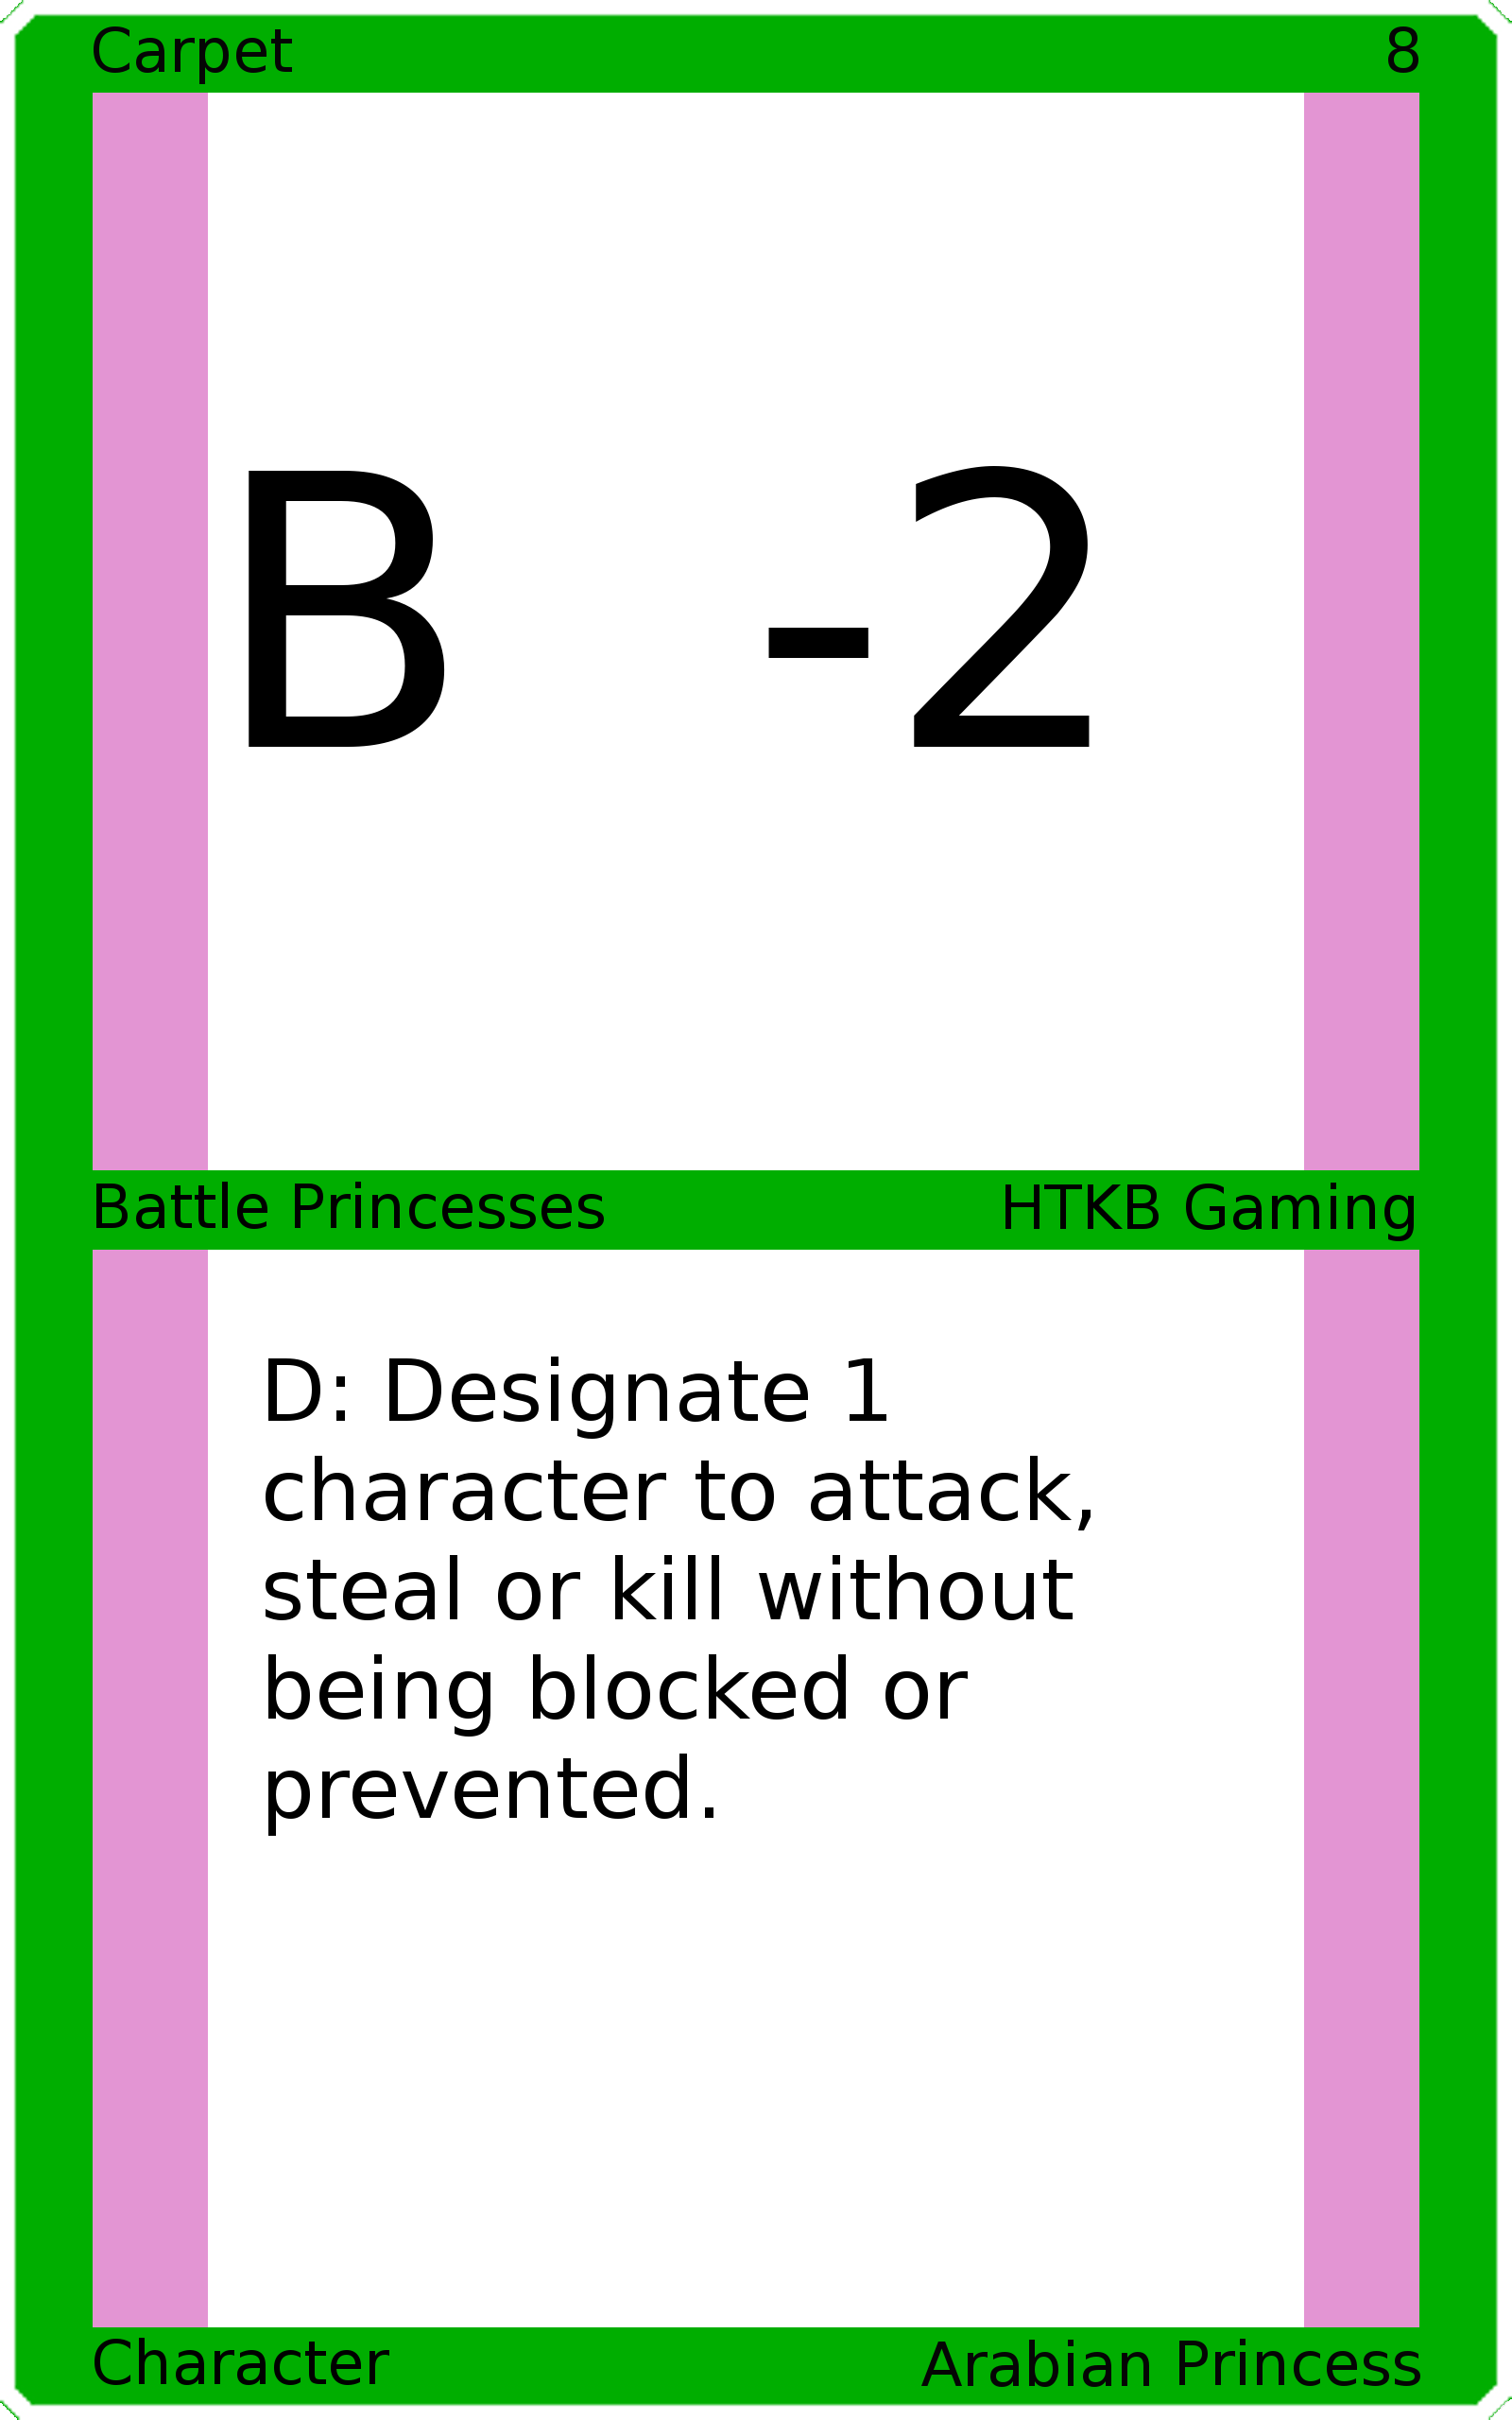 Carpet 8
B -2
Battle Princesses HTKB Gaming
D: Designate 1
character to attack,
steal or kill without
being blocked or
prevented.
Character Arabian Princess